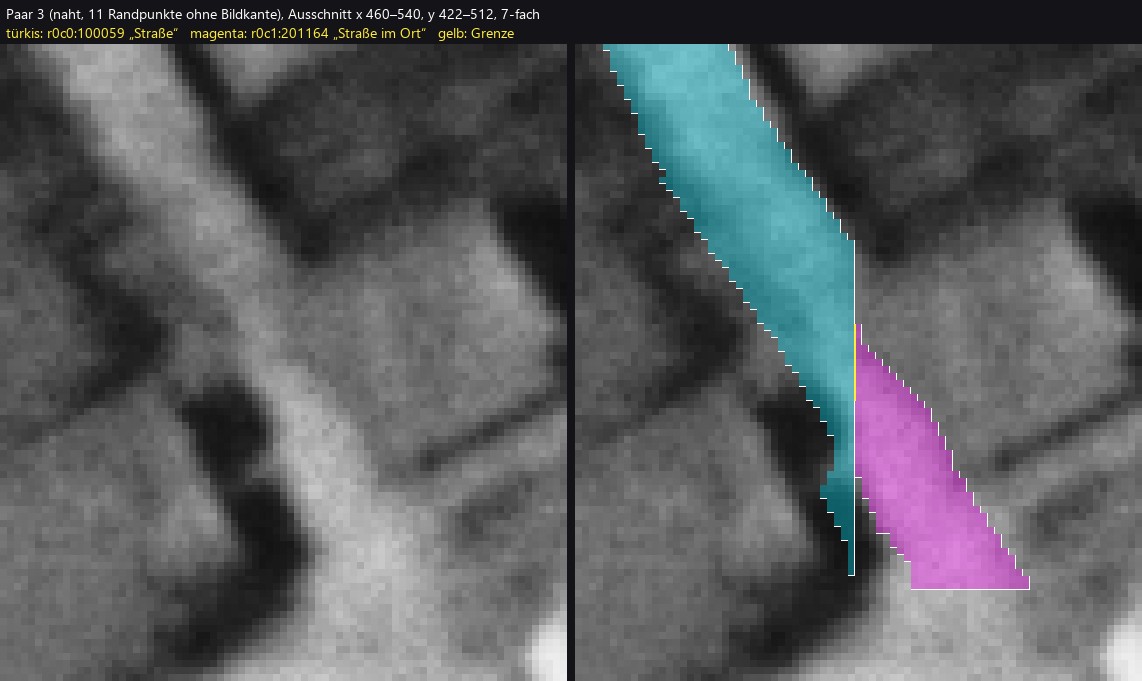 Paar 3 (naht, 11 Randpunkte ohne Bildkante), Ausschnitt x 460–540, y 422–512, 7-fach
türkis: r0c0:100059 „Straße“ magenta: r0c1:201164 „Straße im Ort“ gelb: Grenze